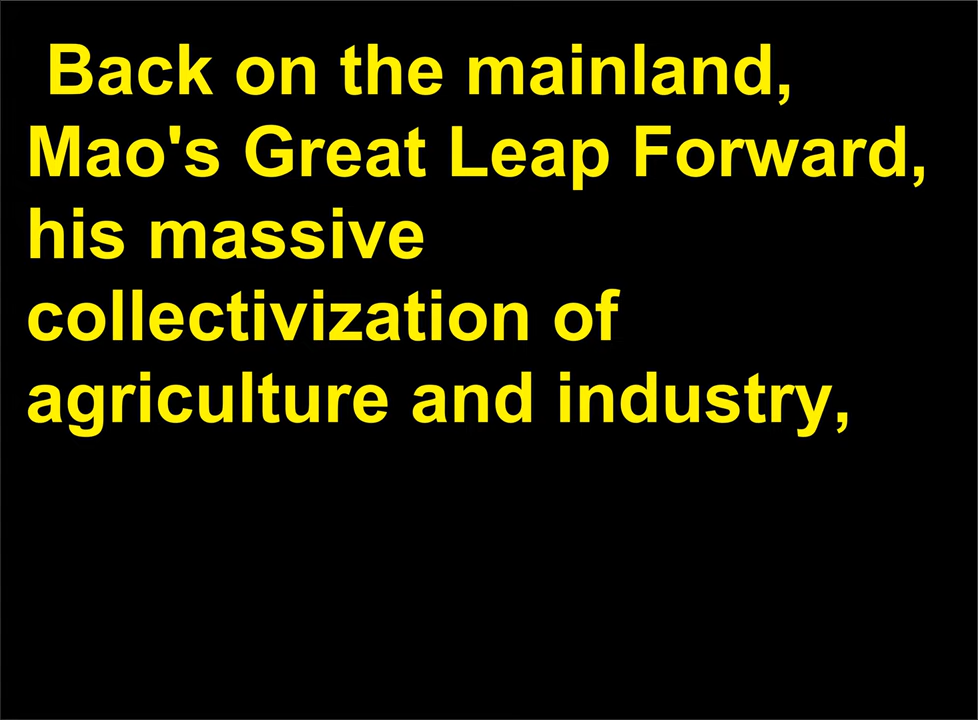 Back on the mainland,
Mao's Great Leap Forward,
his massive
collectivization of
agriculture and industry,